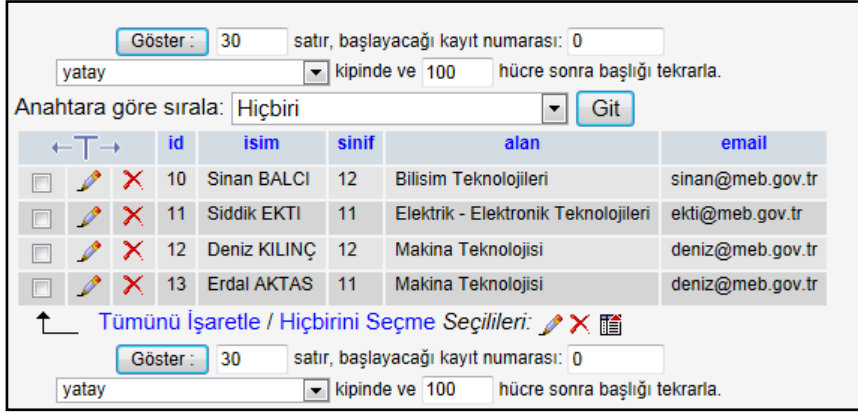 Göster : 30 satır, başlayacağı kayıt numarası: 0
yatay kipinde ve 100 hücre sonra başlığı tekrarla.
Anahtara göre sırala: Hiçbiri Git
←T→ id isim sinif alan email
10 Sinan BALCI 12 Bilisim Teknolojileri sinan@meb.gov.tr
11 Siddik EKTI 11 Elektrik - Elektronik Teknolojileri ekti@meb.gov.tr
12 Deniz KILINÇ 12 Makina Teknolojisi deniz@meb.gov.tr
13 Erdal AKTAS 11 Makina Teknolojisi deniz@meb.gov.tr
Tümünü İşaretle / Hiçbirini Seçme Seçilileri:
Göster : 30 satır, başlayacağı kayıt numarası: 0
yatay kipinde ve 100 hücre sonra başlığı tekrarla.